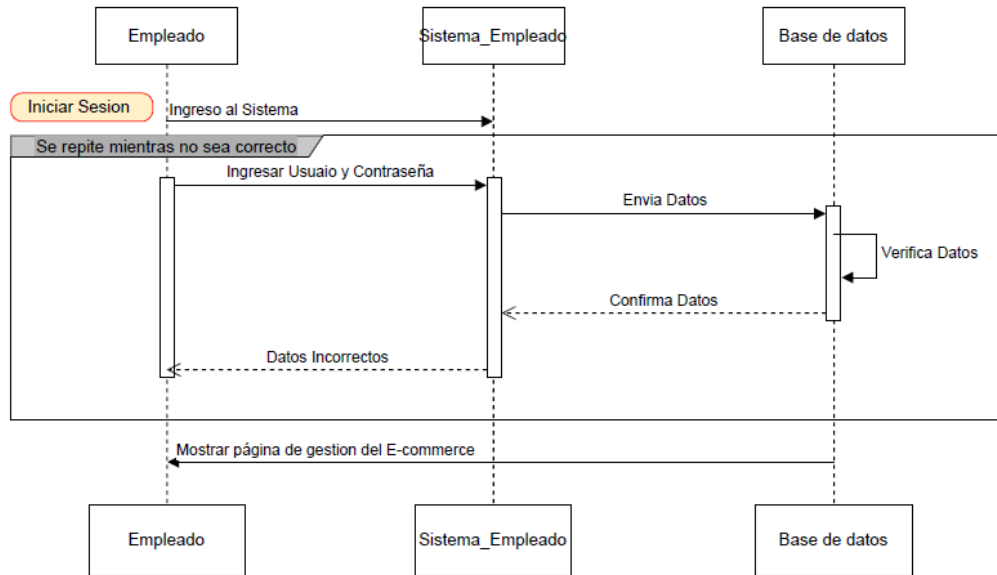 Empleado
Sistema_Empleado
Base de datos
Iniciar Sesion
Ingreso al Sistema
Se repite mientras no sea correcto
Ingresar Usuaio y Contraseña
Envia Datos
Verifica Datos
Confirma Datos
Datos Incorrectos
Mostrar página de gestion del E-commerce
Empleado
Sistema_Empleado
Base de datos